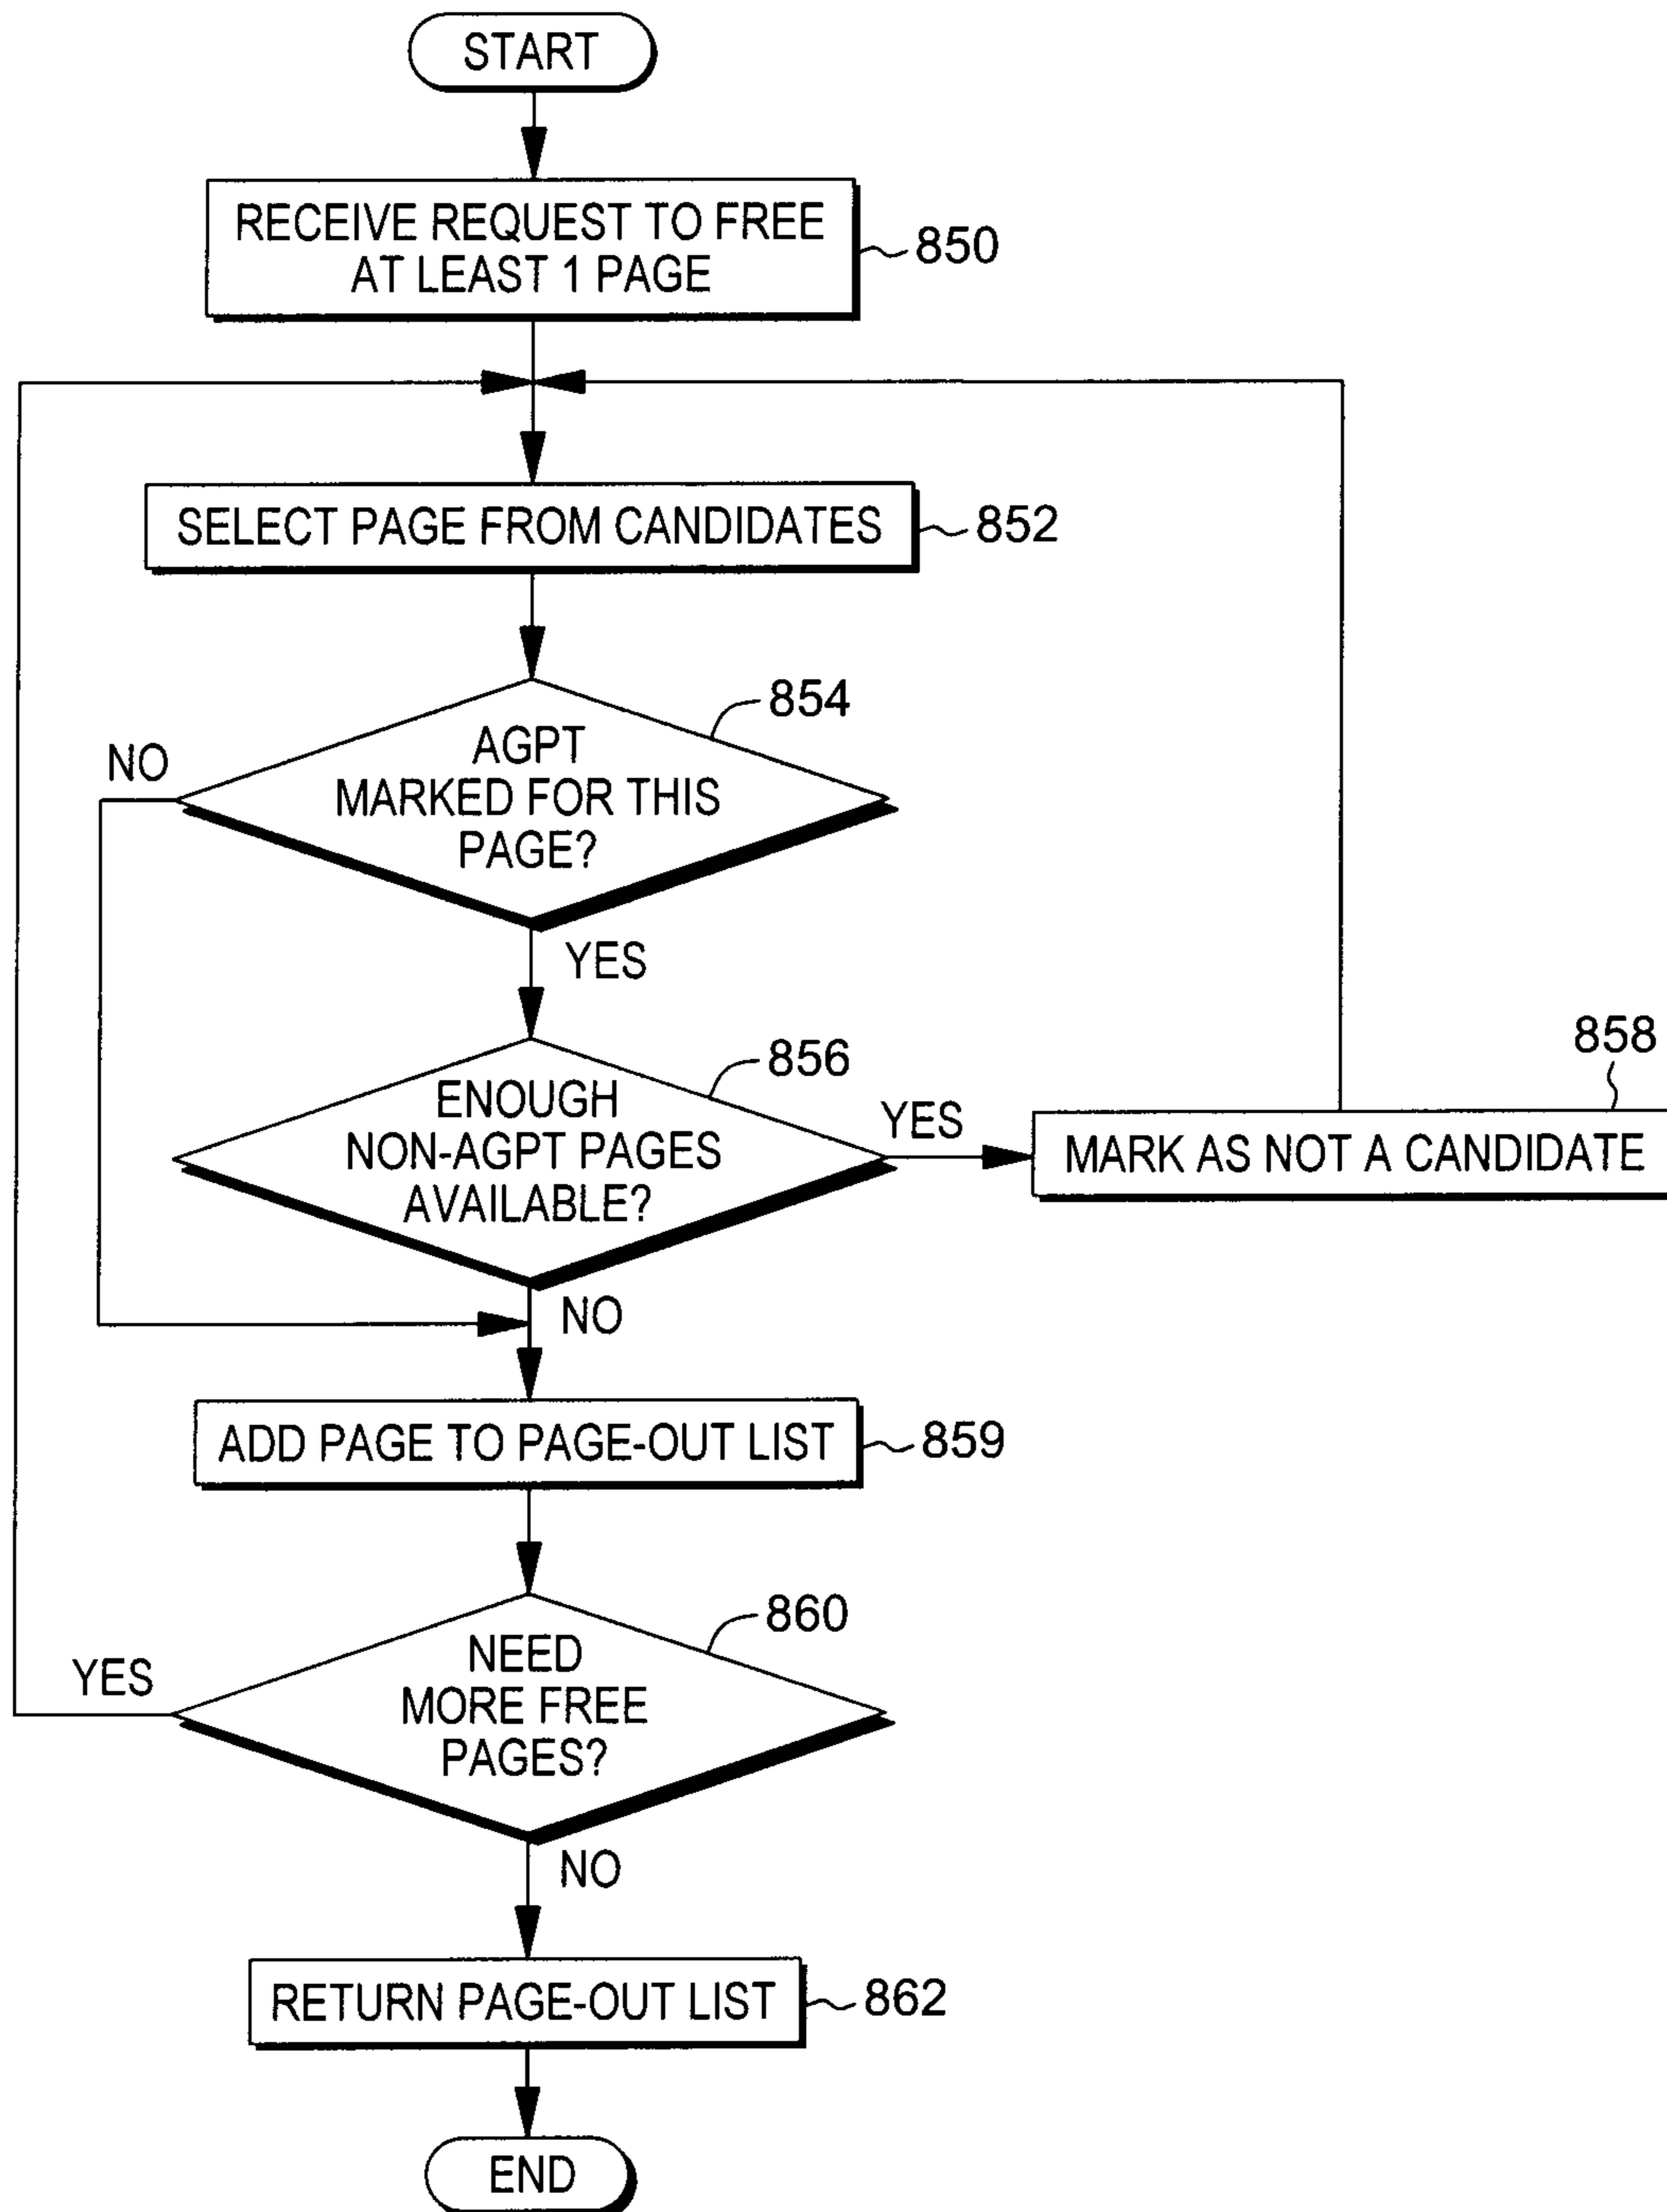 START
RECEIVE REQUEST TO FREE
AT LEAST 1 PAGE
850
SELECT PAGE FROM CANDIDATES
852
854
AGPT
MARKED FOR THIS
PAGE?
NO
YES
856
ENOUGH
NON-AGPT PAGES
AVAILABLE?
YES
858
MARK AS NOT A CANDIDATE
NO
ADD PAGE TO PAGE-OUT LIST
859
860
NEED
MORE FREE
PAGES?
YES
NO
RETURN PAGE-OUT LIST
862
END